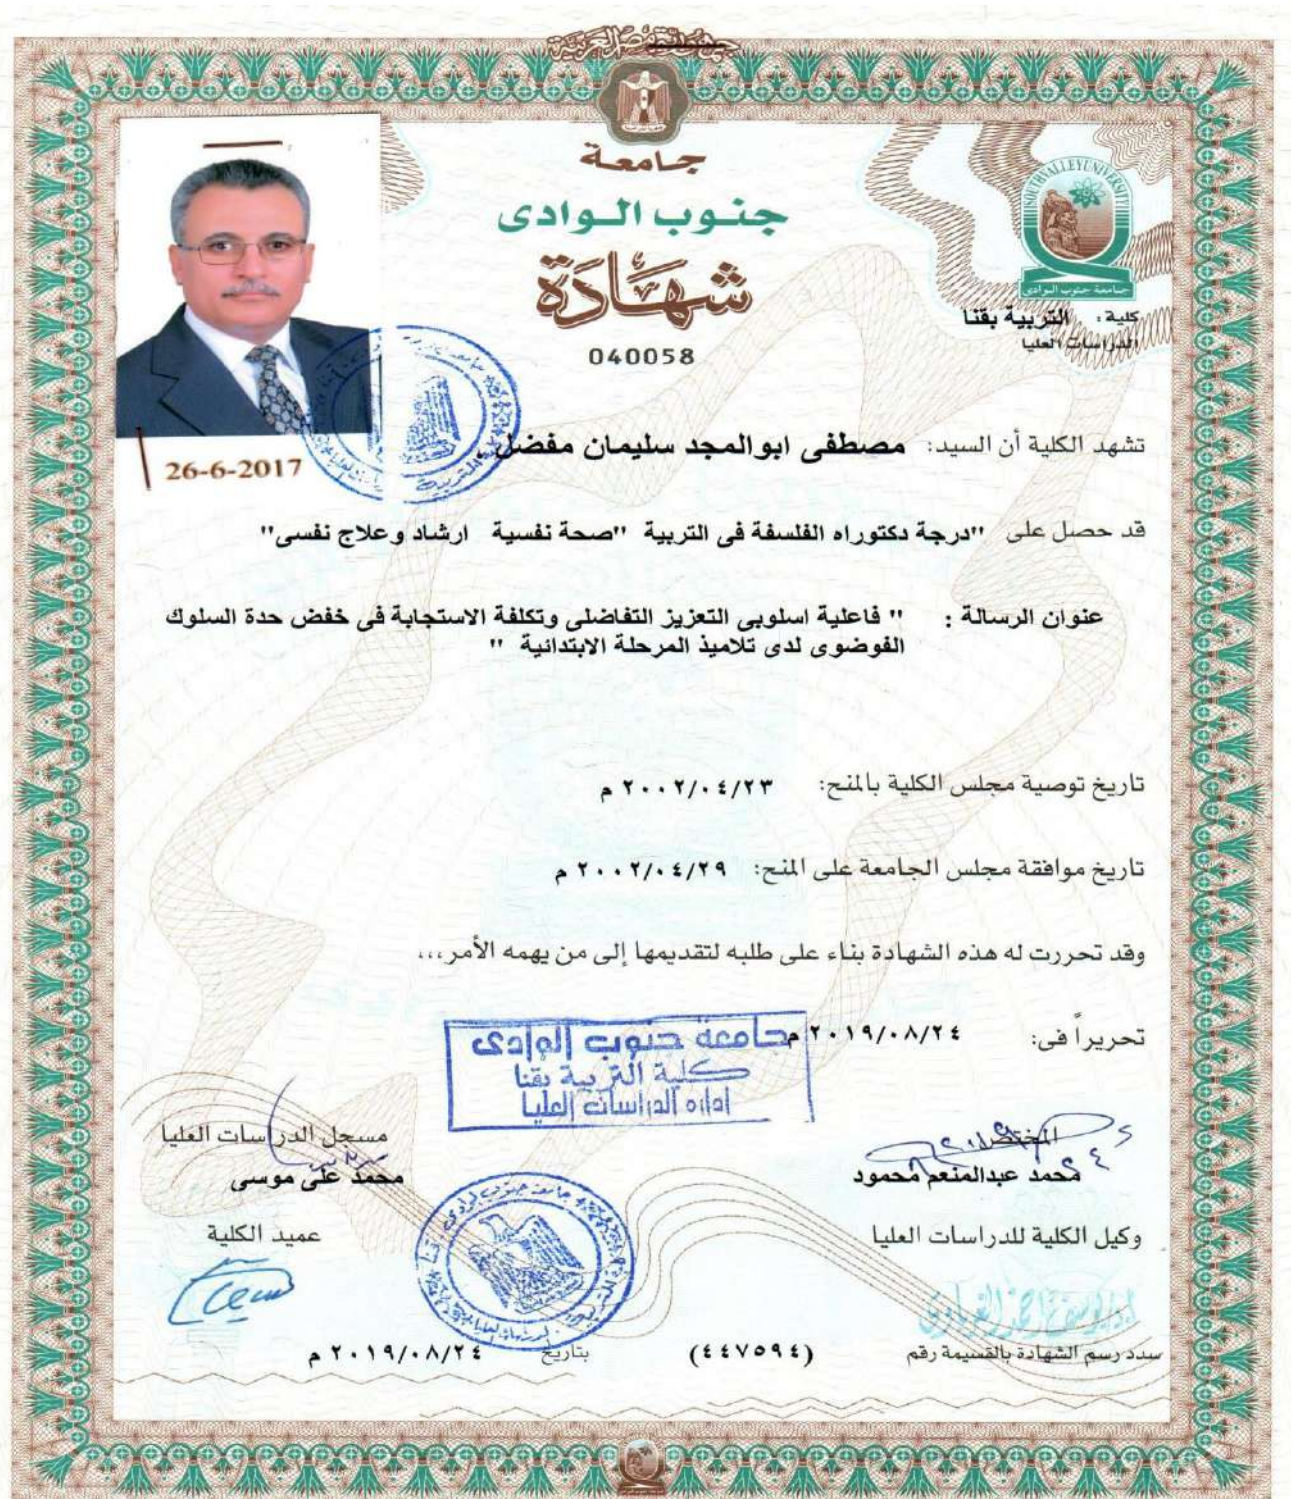 جمهورية مصر العربية
جامعة
جنوب الوادى
شهادة
040058
SOUTH VALLEY UNIVERSITY
جامعة جنوب الوادى
كلية : التربية بقنا
الدراسات العليا
26-6-2017
تشهد الكلية أن السيد: مصطفى ابوالمجد سليمان مفضل
قد حصل على "درجة دكتوراه الفلسفة فى التربية "صحة نفسية ارشاد وعلاج نفسى"
عنوان الرسالة : " فاعلية اسلوبى التعزيز التفاضلى وتكلفة الاستجابة فى خفض حدة السلوك
الفوضوى لدى تلاميذ المرحلة الابتدائية "
تاريخ توصية مجلس الكلية بالمنح: ٢٠٠٢/٠٤/٢٣ م
تاريخ موافقة مجلس الجامعة على المنح: ٢٠٠٢/٠٤/٢٩ م
وقد تحررت له هذه الشهادة بناء على طلبه لتقديمها إلى من يهمه الأمر،،،
تحريراً فى: ٢٠١٩/٠٨/٢٤ م
جامعة جنوب الوادى
كلية التربية بقنا
اداره الدراسات العليا
المختص
مسجل الدراسات العليا
محمد عبدالمنعم محمود
محمد على موسى
وكيل الكلية للدراسات العليا
عميد الكلية
سدد رسم الشهادة بالقسيمة رقم (٤٤٧٥٩٤) بتاريخ ٢٠١٩/٠٨/٢٤ م